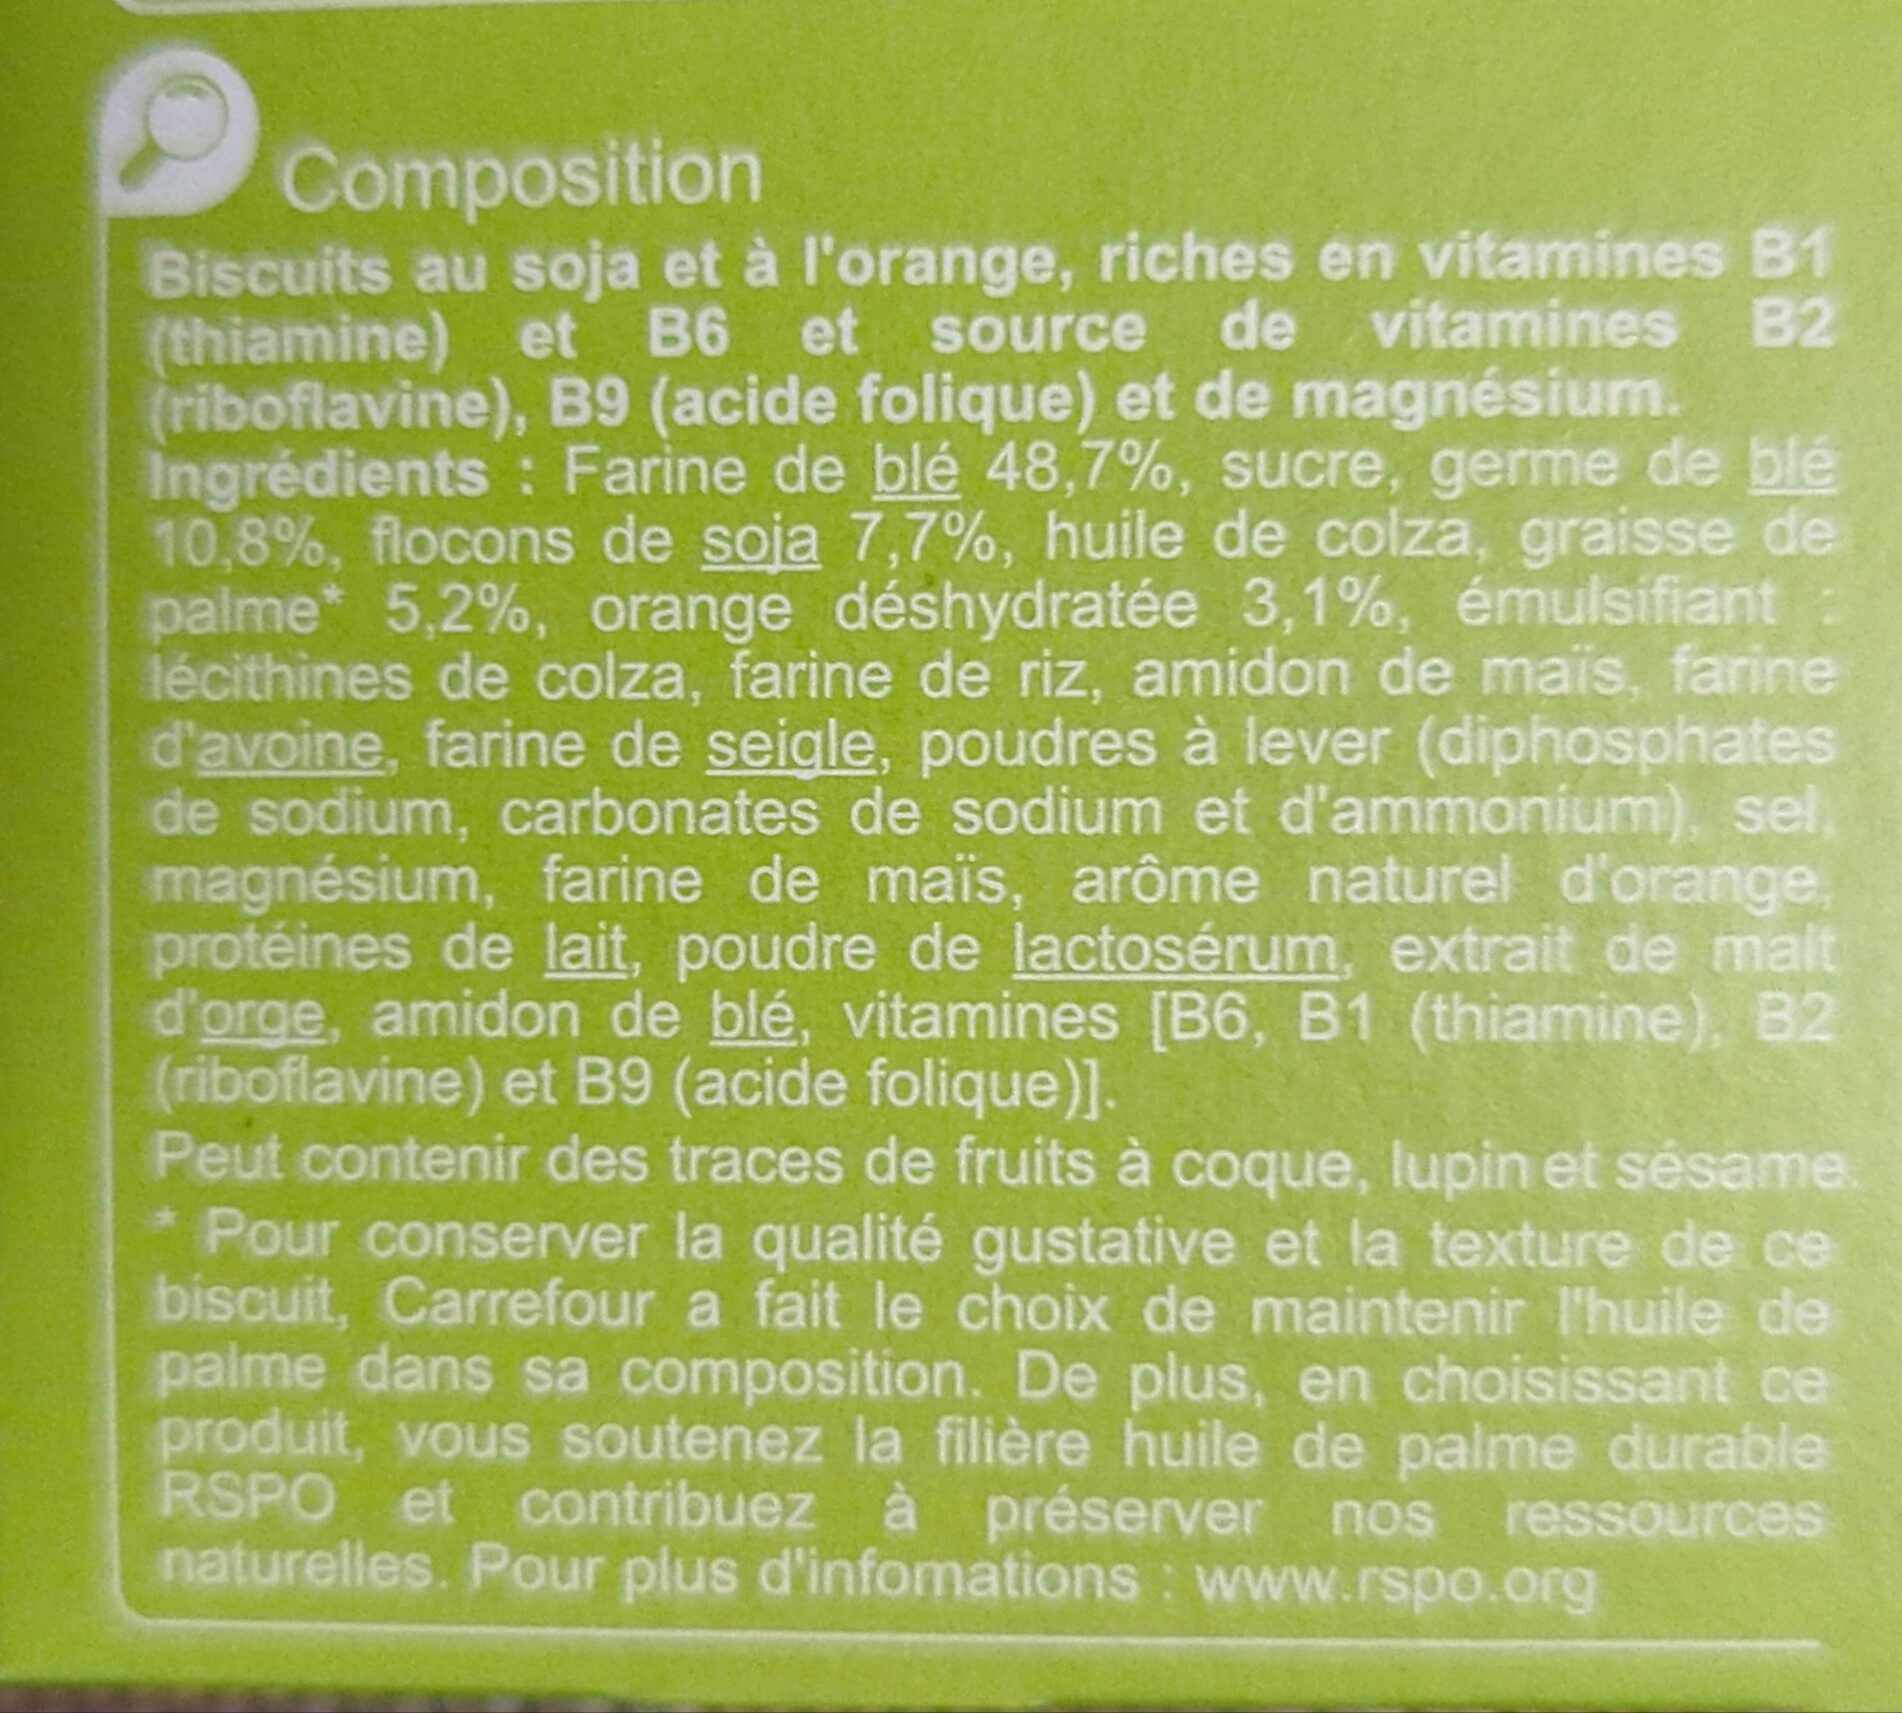 Composition
Biscuits au soja et à l'orange, riches en vitamines B1
(thiamine) et B6 et source de vitamines B2
(riboflavine), B9 (acide folique) et de magnésium.
Ingrédients : Farine de blé 48,7%, sucre, germe de blé
10,8%, flocons de soja 7,7%, huile de colza, graisse de
palme* 5,2%, orange déshydratée 3,1%, émulsifiant :
lécithines de colza, farine de riz, amidon de maïs, farine
d'avoine, farine de seigle, poudres à lever (diphosphates
de sodium, carbonates de sodium et d'ammonium), sel,
magnésium, farine de maïs, arôme naturel d'orange,
protéines de lait, poudre de lactosérum, extrait de malt
d'orge, amidon de blé, vitamines [B6, B1 (thiamine), B2
(riboflavine) et B9 (acide folique)].
Peut contenir des traces de fruits à coque, lupin et sésame.
* Pour conserver la qualité gustative et la texture de ce
biscuit, Carrefour a fait le choix de maintenir l'huile de
palme dans sa composition. De plus, en choisissant ce
produit, vous soutenez la filière huile de palme durable
RSPO et contribuez à préserver nos ressources
naturelles. Pour plus d'infomations : www.rspo.org